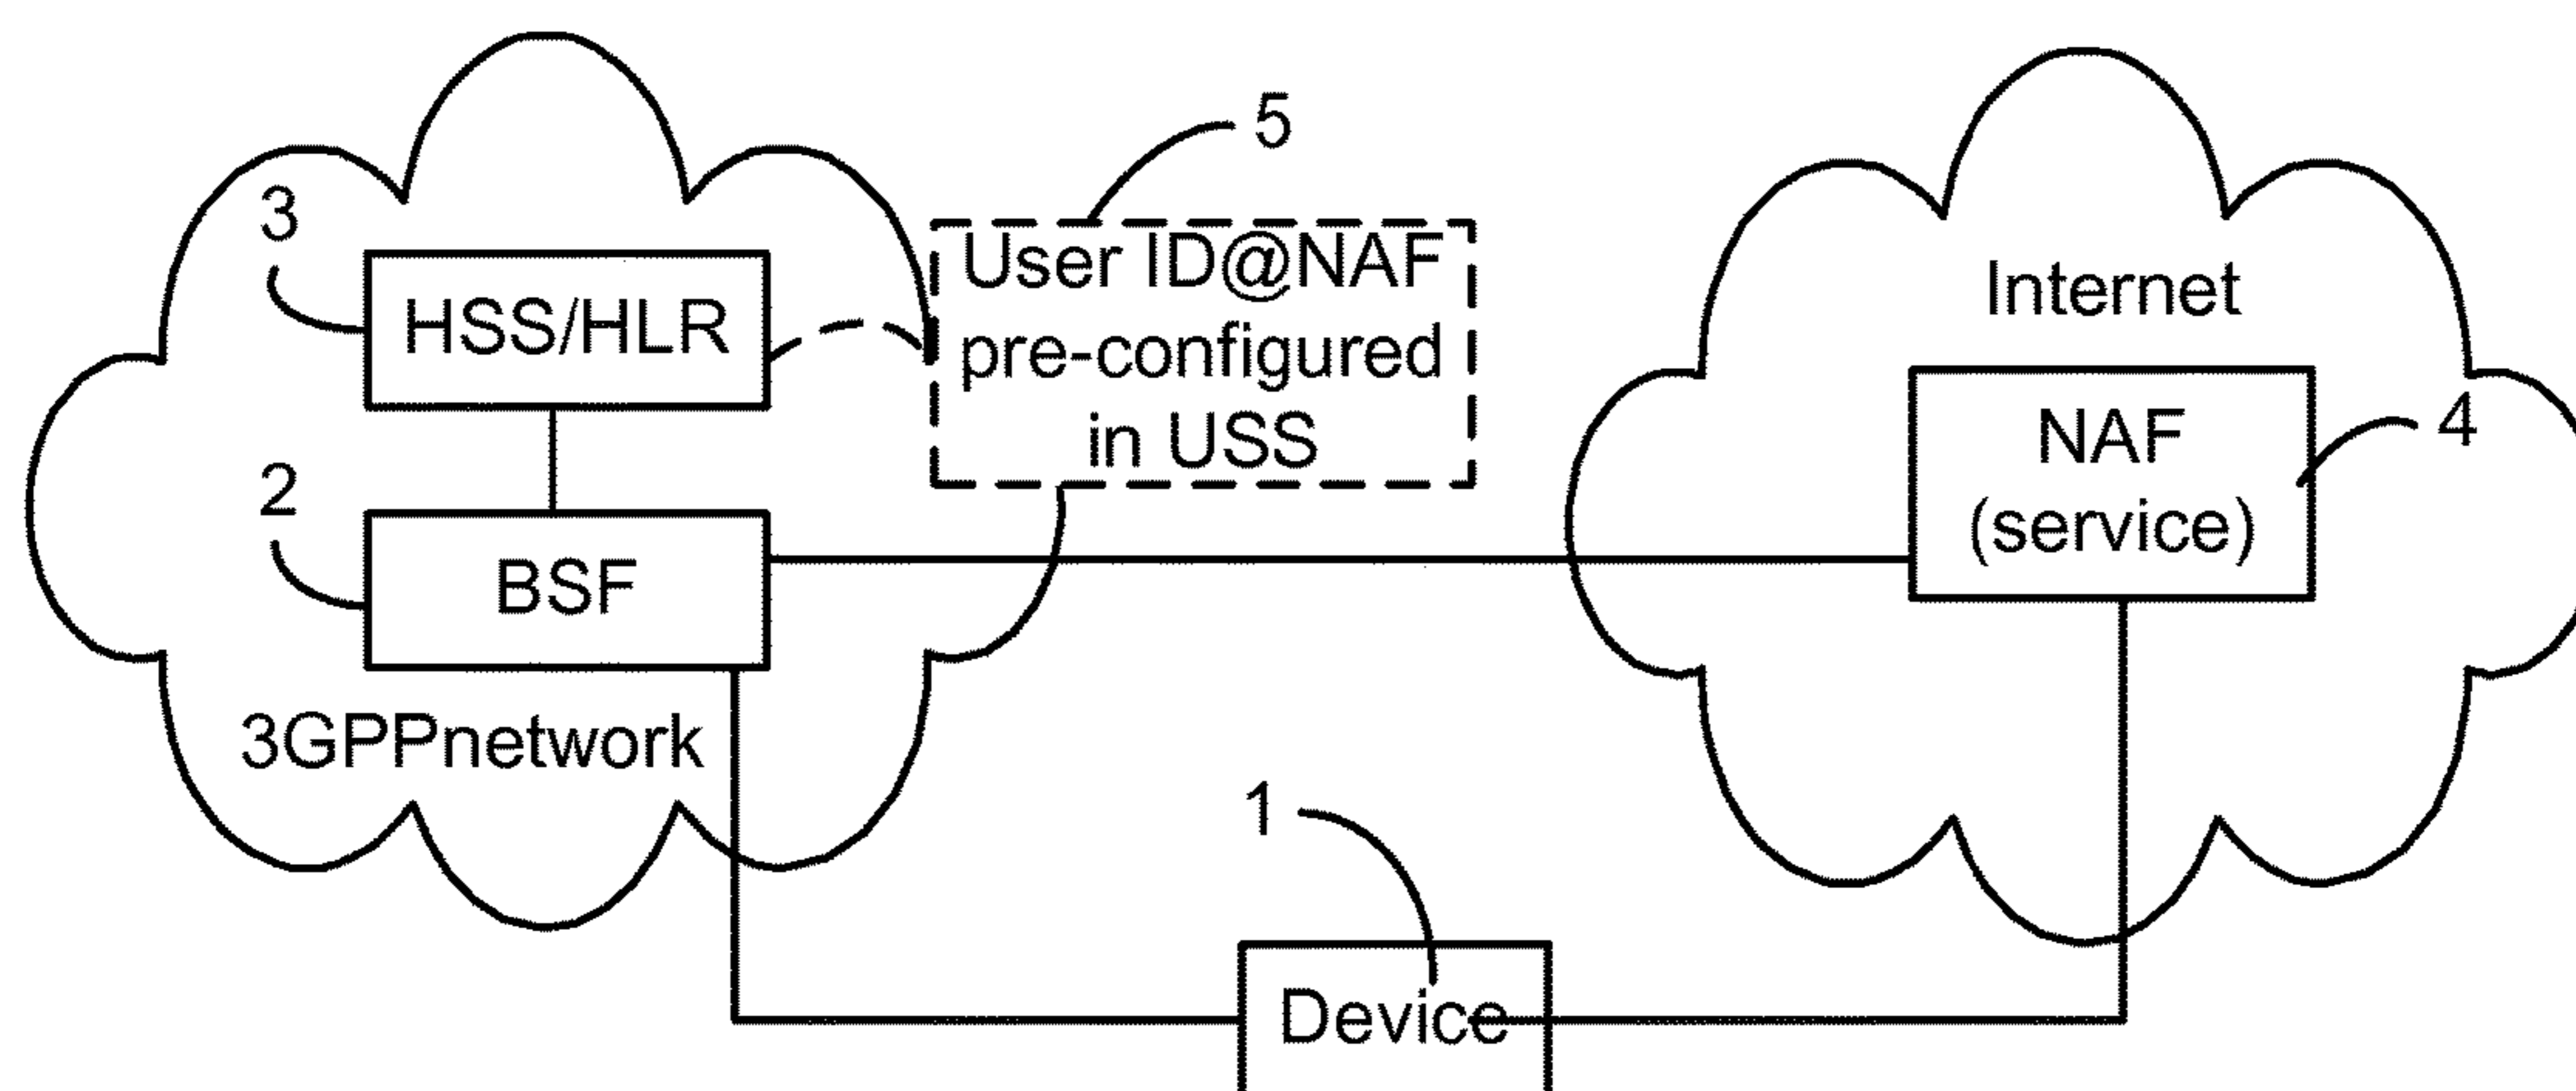 5
3
User ID@NAF
pre-configured
in USS
HSS/HLR
Internet
NAF
(service)
4
2
BSF
3GPPnetwork
1
Device